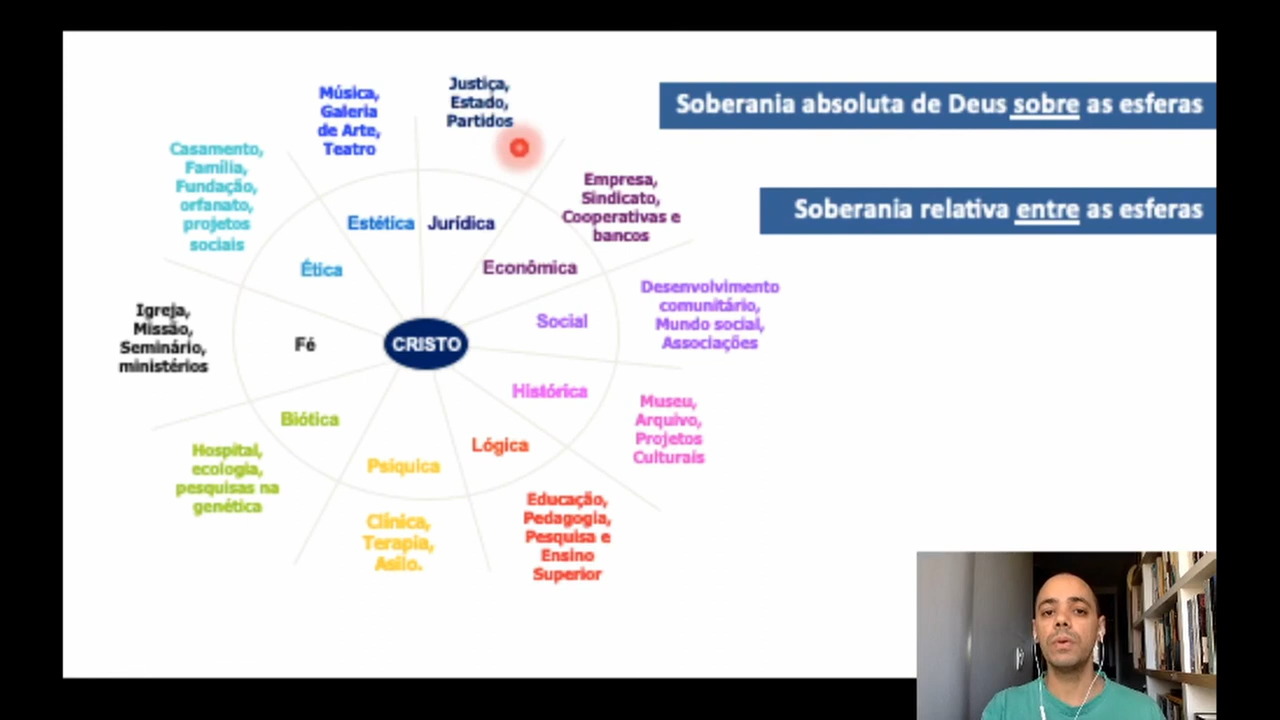 Música,
Galeria
de Arte,
Teatro
Justiça,
Estado,
Partidos
Soberania absoluta de Deus sobre as esferas
Casamento,
Família,
Fundação,
orfanato,
projetos
sociais
Empresa,
Sindicato,
Cooperativas e
bancos
Soberania relativa entre as esferas
Estética
Jurídica
Ética
Econômica
Desenvolvimento
comunitário,
Mundo social,
Associações
Igreja,
Missão,
Seminário,
ministérios
Fé
CRISTO
Social
Histórica
Museu,
Arquivo,
Projetos
Culturais
Biótica
Lógica
Psiquica
Hospital,
ecologia,
pesquisas na
genética
Clínica,
Terapia,
Asilo.
Educação,
Pedagogia,
Pesquisa e
Ensino
Superior